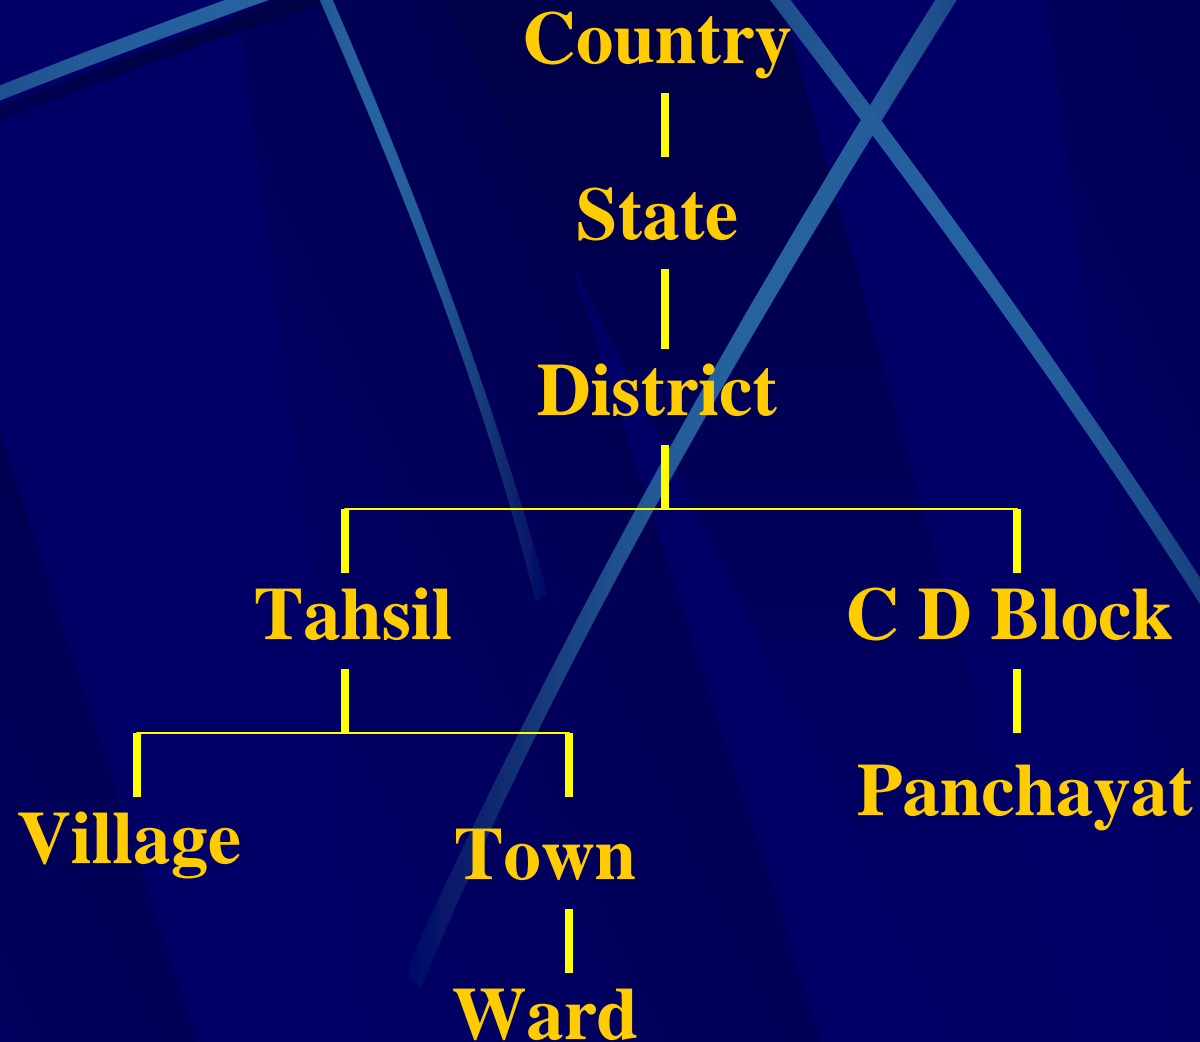 Country
State
District
Tahsil
C D Block
Panchayat
Village
Town
Ward